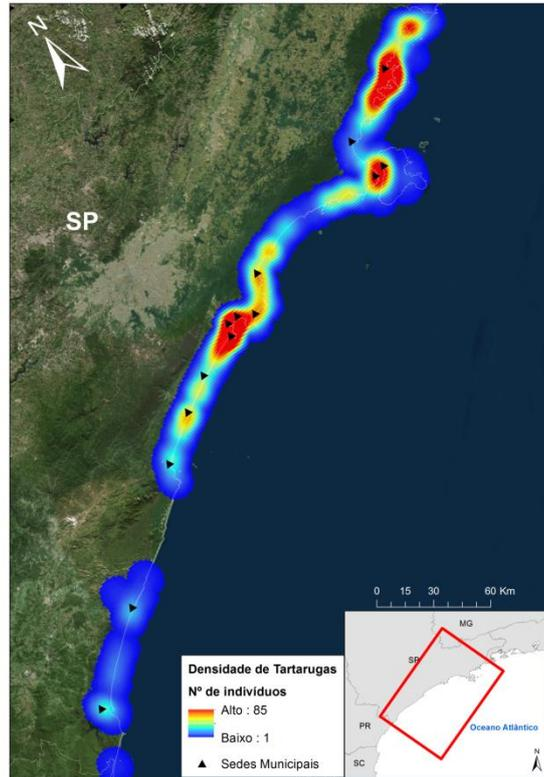 N
SP
0 15 30 60 Km
Densidade de Tartarugas
Nº de indivíduos
Alto : 85
Baixo : 1
Sedes Municipais
MG
SP
PR
SC
Oceano Atlântico
N